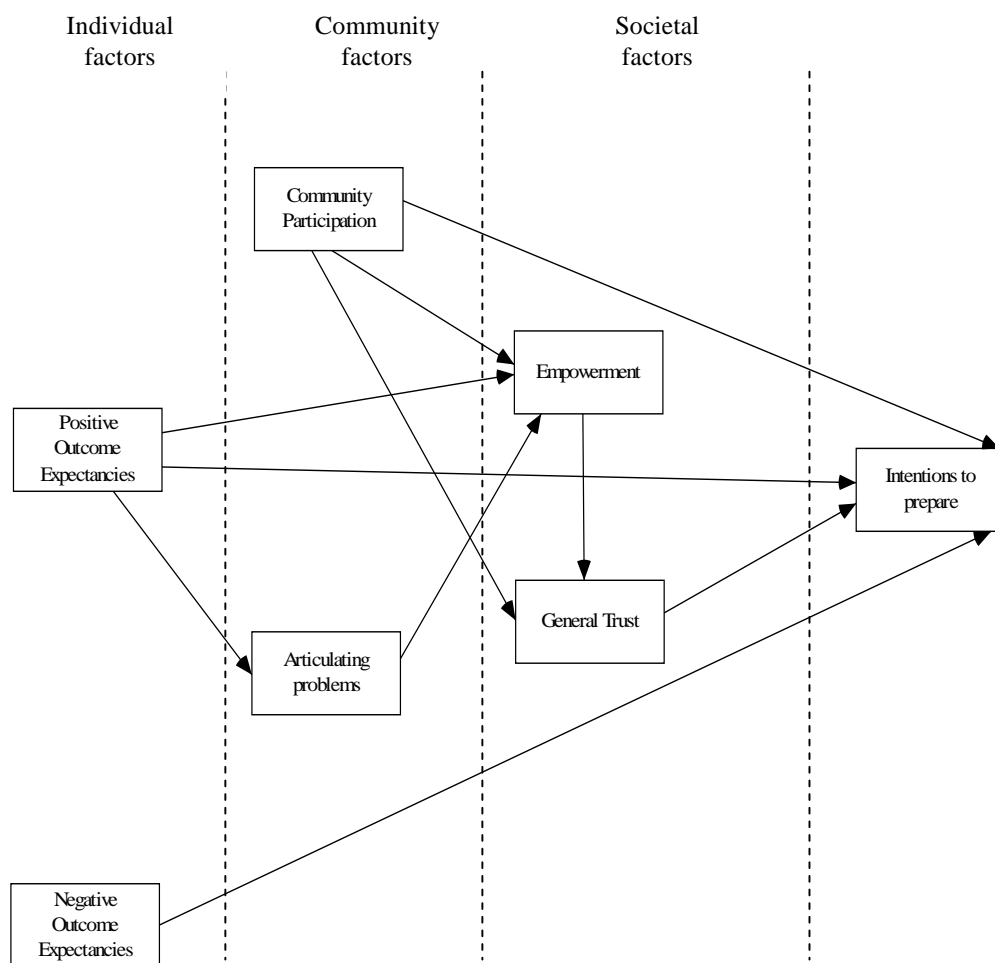 Individual
factors
Community
factors
Societal
factors
Community
Participation
Empowerment
Positive
Outcome
Expectancies
Intentions to
prepare
General Trust
Articulating
problems
Negative
Outcome
Expectancies